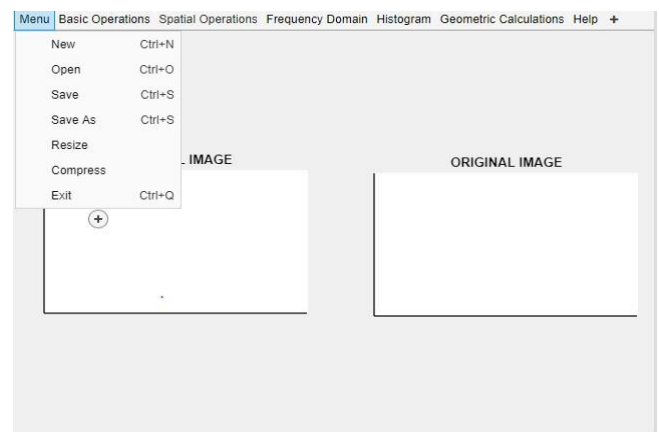 Menu Basic Operations Spatial Operations Frequency Domain Histogram Geometric Calculations Help +
New Ctrl+N
Open Ctrl+O
Save Ctrl+S
Save As Ctrl+S
Resize
Compress
Exit Ctrl+Q
IMAGE
ORIGINAL IMAGE